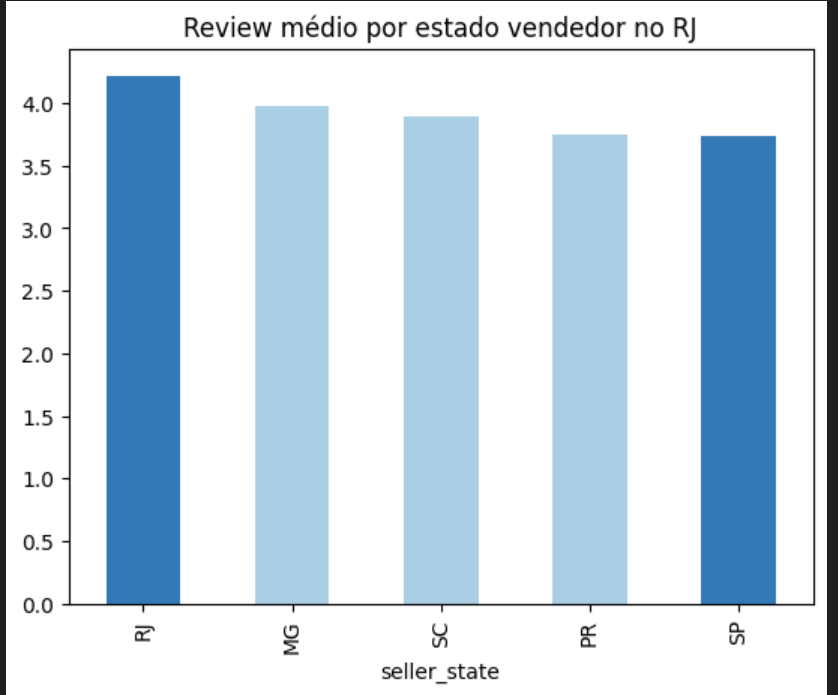 Review médio por estado vendedor no RJ
4.0
3.5
3.0
2.5
2.0
1.5
1.0
0.5
0.0
RJ
MG
SC
PR
SP
seller_state